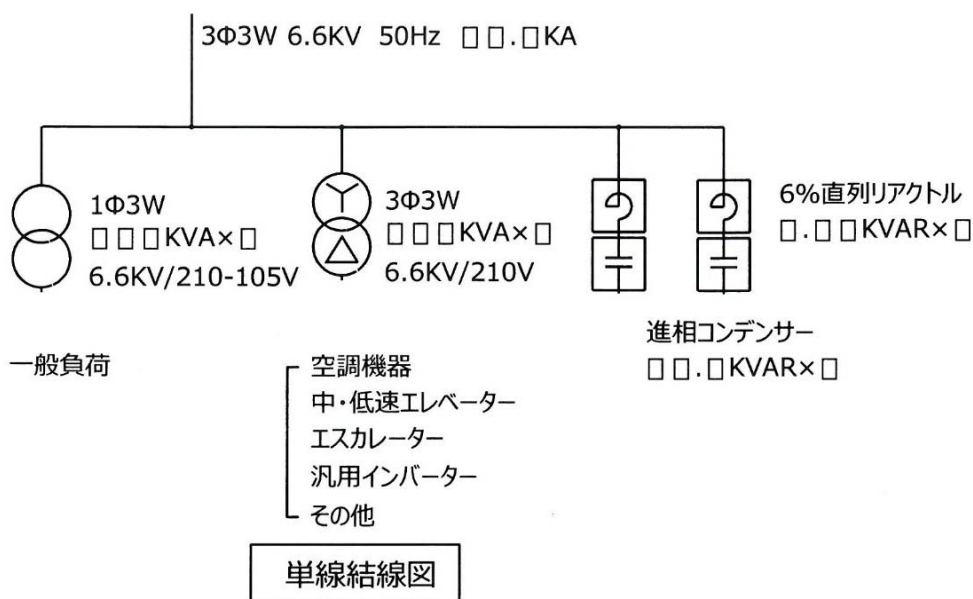 3Φ3W 6.6KV 50Hz □□.□KA
1Φ3W
□□□KVA×□
6.6KV/210-105V
3Φ3W
□□□KVA×□
6.6KV/210V
6%直列リアクトル
□.□□KVAR×□
進相コンデンサー
□□.□KVAR×□
一般負荷
空調機器
中・低速エレベーター
エスカレーター
汎用インバーター
その他
単線結線図